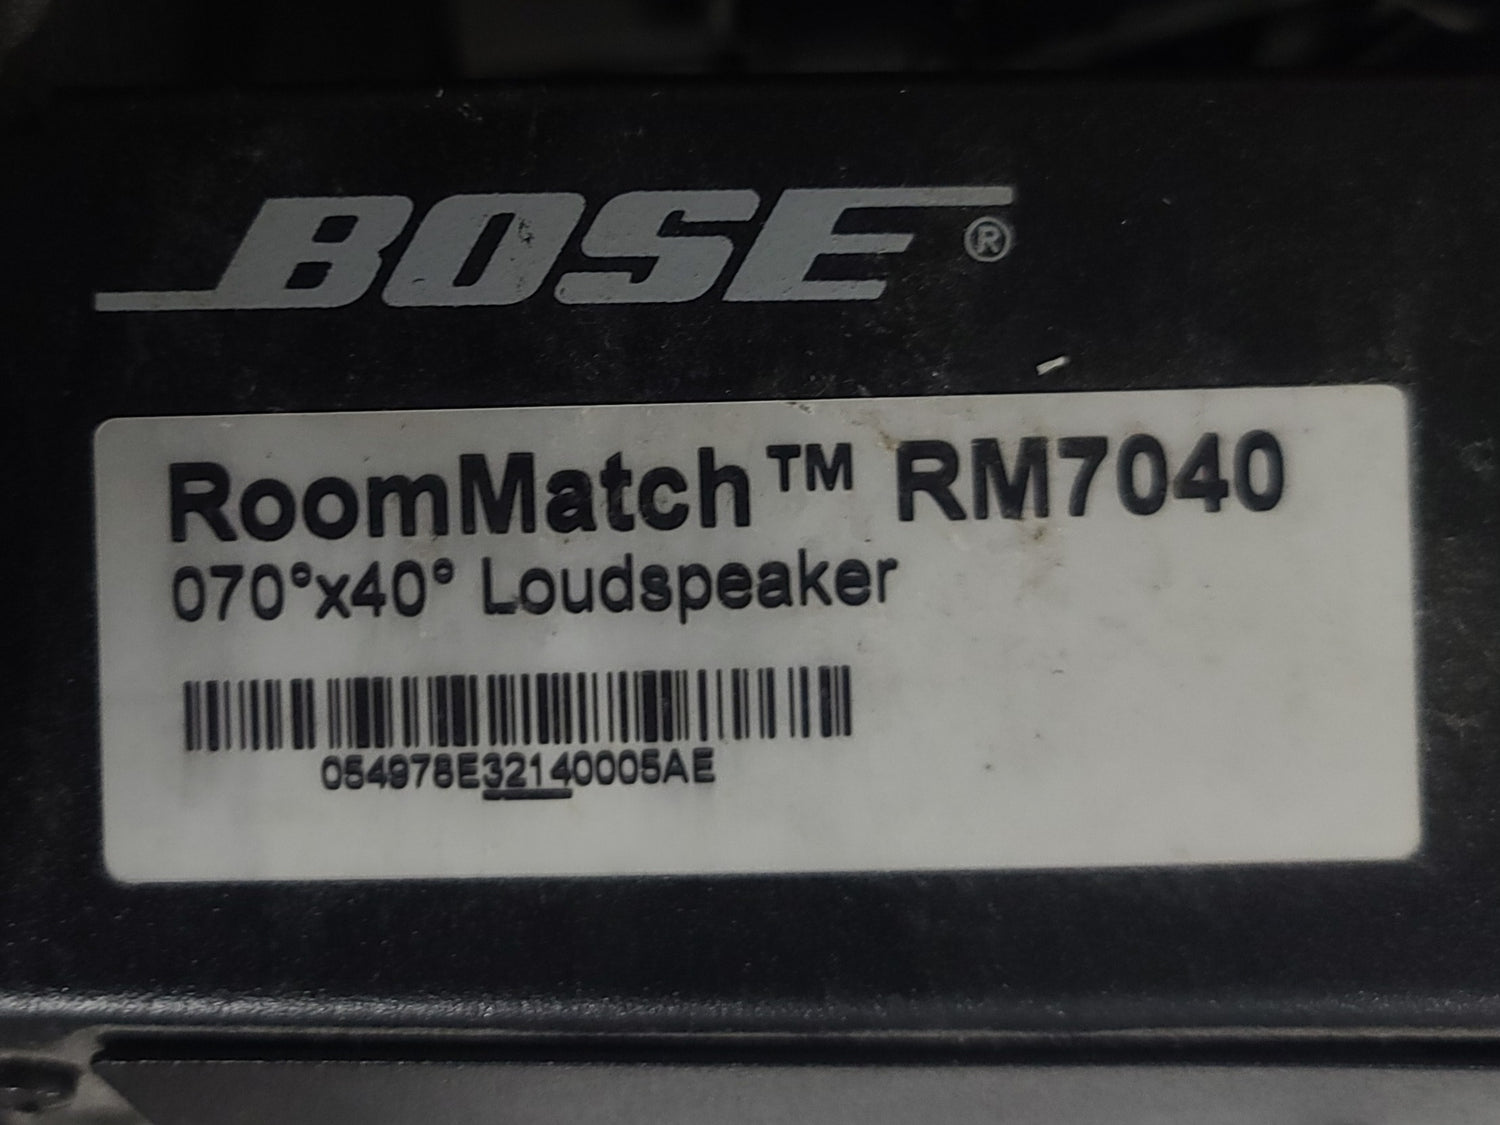 BOSE®
RoomMatch™ RM7040
070°x40° Loudspeaker
054978E32140005AE